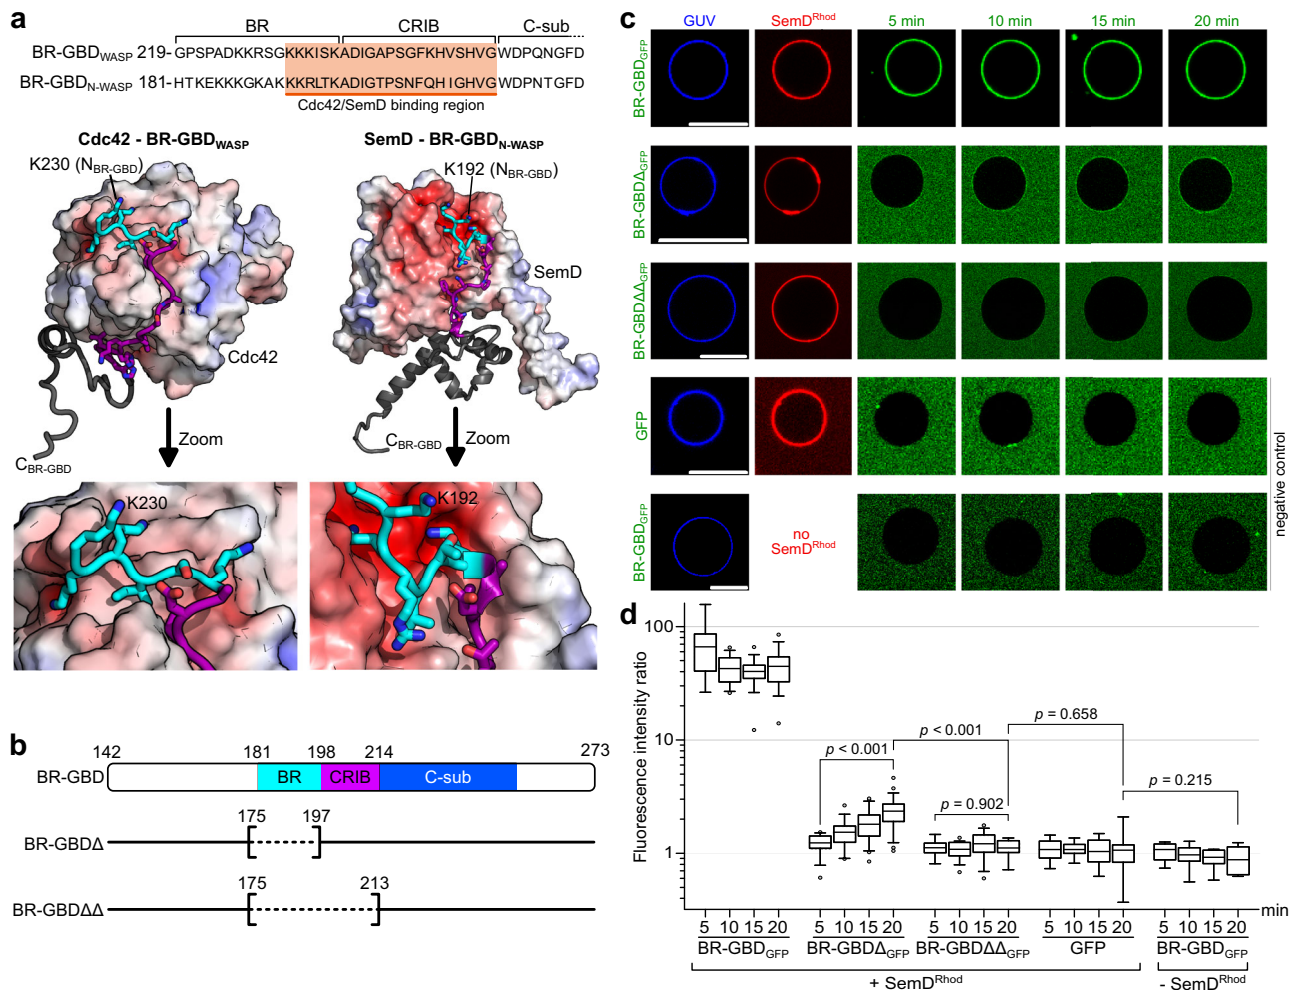 a
BR CRIB C-sub
BR-GBDWASP 219- GPSPADKKRSGKKKISKADIGAPSGFKHVSHVGWDPQNGFD
BR-GBDN-WASP 181- HTKEKKKGKAKKKRLTKADIGTPSNFQHIGHVGWDPNTGFD
Cdc42/SemD binding region
Cdc42 - BR-GBDWASP
SemD - BR-GBDN-WASP
K230 (NBR-GBD)
K192 (NBR-GBD)
SemD
Cdc42
CBR-GBD
Zoom
CBR-GBD
Zoom
K230
K192
b
142 181 198 214 273
BR-GBD BR CRIB C-sub
175 197
BR-GBDΔ
175 213
BR-GBDΔΔ
c
GUV SemDRhod 5 min 10 min 15 min 20 min
BR-GBDGFP
BR-GBDΔGFP
BR-GBDΔΔGFP
GFP
BR-GBDGFP
no
SemDRhod
negative control
d
Fluorescence intensity ratio
100
10
1
p < 0.001
p < 0.001
p = 0.902
p = 0.658
p = 0.215
min
5 10 15 20 5 10 15 20 5 10 15 20 5 10 15 20 5 10 15 20
BR-GBDGFP BR-GBDΔGFP BR-GBDΔΔGFP GFP BR-GBDGFP
+ SemDRhod - SemDRhod